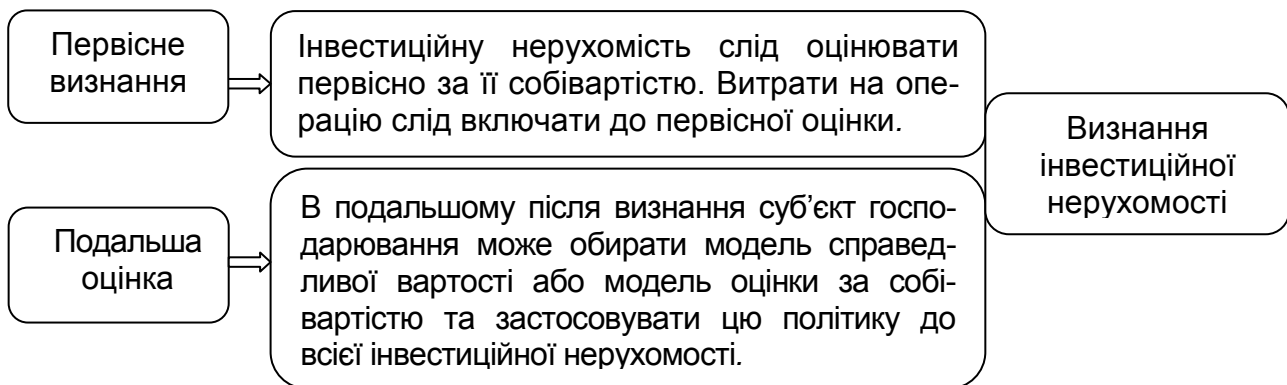 Первісне
визнання
Інвестиційну нерухомість слід оцінювати
первісно за її собівартістю. Витрати на опе-
рацію слід включати до первісної оцінки.
Визнання
інвестиційної
нерухомості
Подальша
оцінка
В подальшому після визнання суб’єкт госпо-
дарювання може обирати модель справед-
ливої вартості або модель оцінки за собі-
вартістю та застосовувати цю політику до
всієї інвестиційної нерухомості.